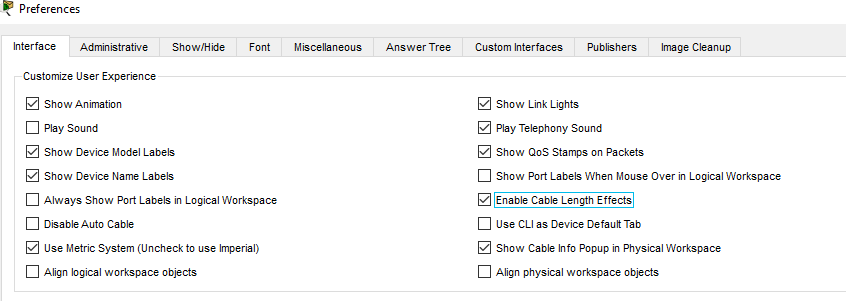 Preferences
Interface Administrative Show/Hide Font Miscellaneous Answer Tree Custom Interfaces Publishers Image Cleanup
Customize User Experience
Show Animation Show Link Lights
Play Sound Play Telephony Sound
Show Device Model Labels Show QoS Stamps on Packets
Show Device Name Labels Show Port Labels When Mouse Over in Logical Workspace
Always Show Port Labels in Logical Workspace Enable Cable Length Effects
Disable Auto Cable Use CLI as Device Default Tab
Use Metric System (Uncheck to use Imperial) Show Cable Info Popup in Physical Workspace
Align logical workspace objects Align physical workspace objects